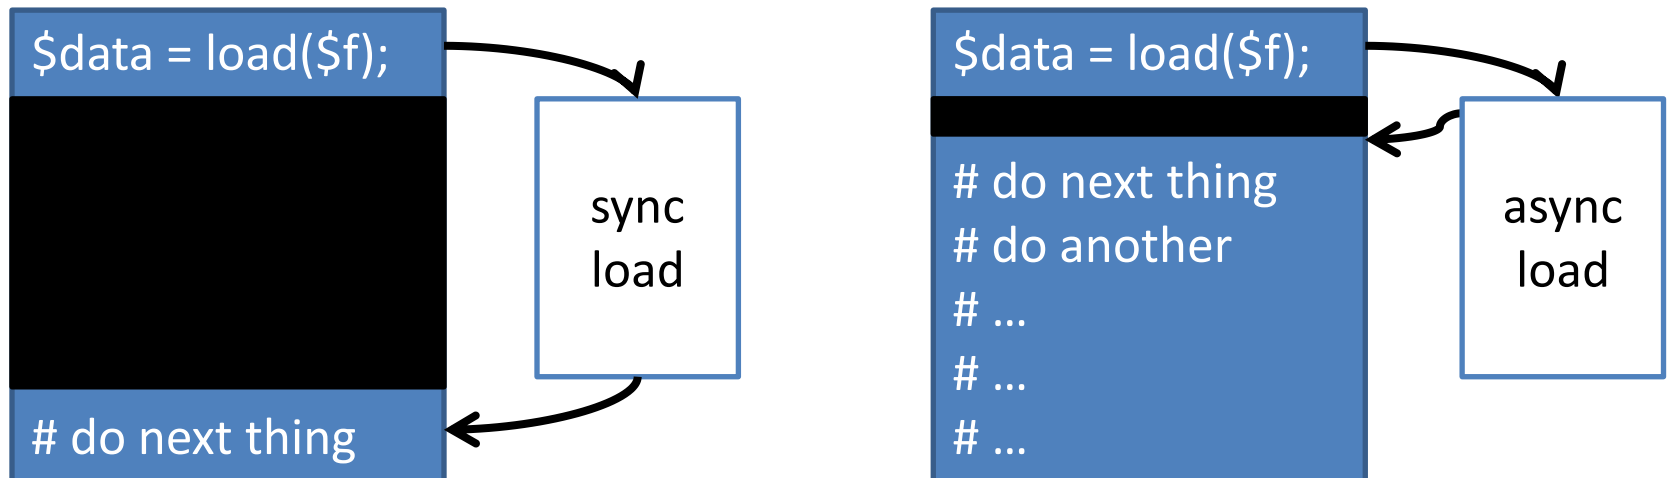 $data = load($f);
sync
load
# do next thing
$data = load($f);
# do next thing
# do another
# ...
# ...
# ...
async
load